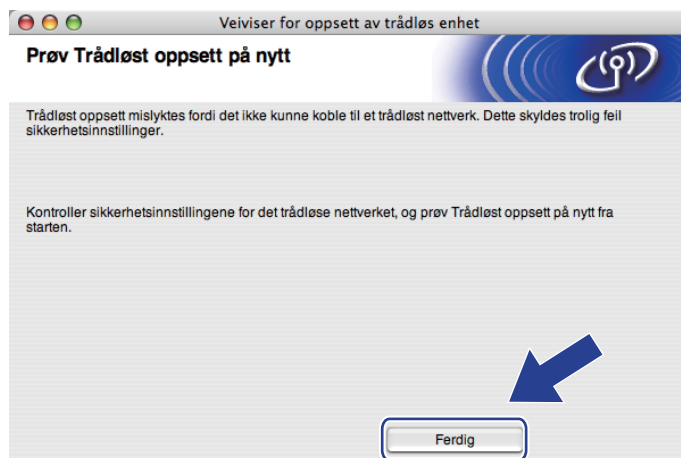 Veiviser for oppsett av trådløs enhet
Prøv Trådløst oppsett på nytt
Trådløst oppsett mislyktes fordi det ikke kunne koble til et trådløst nettverk. Dette skyldes trolig feil
sikkerhetsinnstillinger.
Kontroller sikkerhetsinnstillingene for det trådløse nettverket, og prøv Trådløst oppsett på nytt fra
starten.
Ferdig